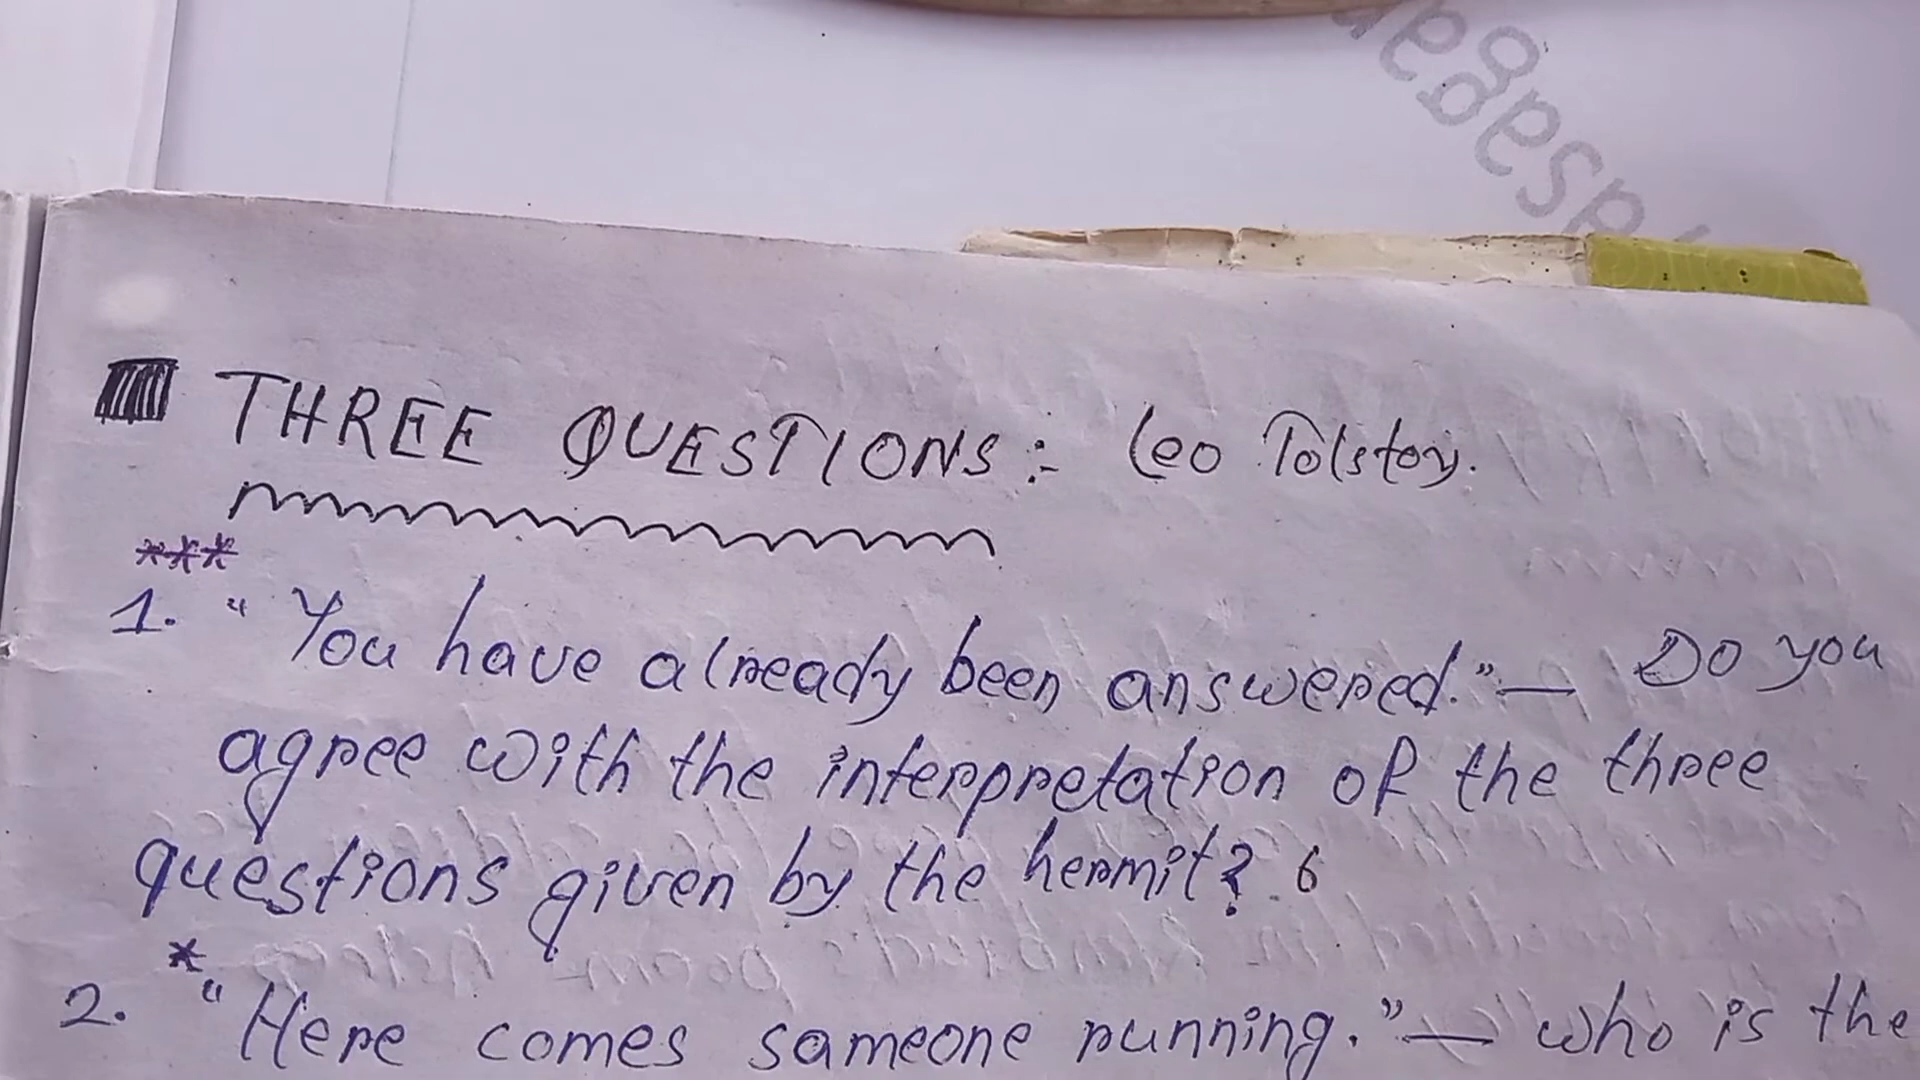 THREE QUESTIONS:- Leo Tolstoy.
***
1. "You have already been answered."— Do you
agree with the interpretation of the three
questions given by the hermit? 6
*
2. "Here comes someone running."— who is the